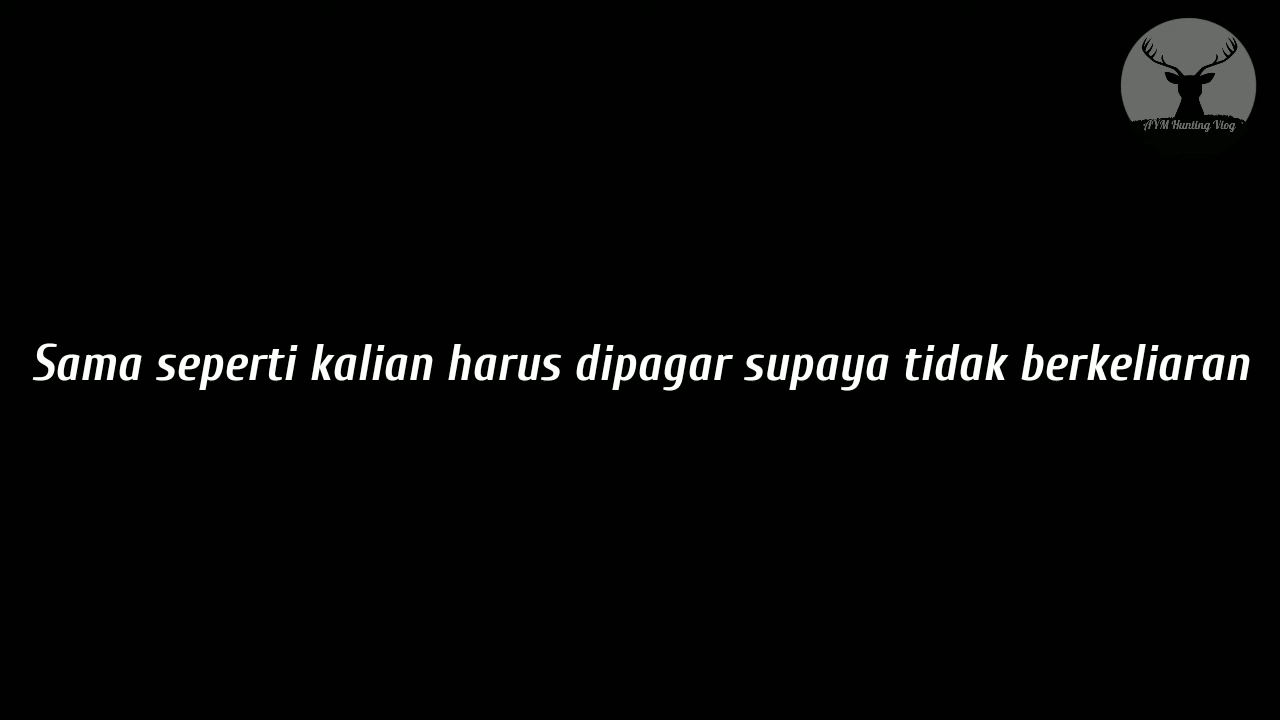 AYM Hunting Vlog
Sama seperti kalian harus dipagar supaya tidak berkeliaran